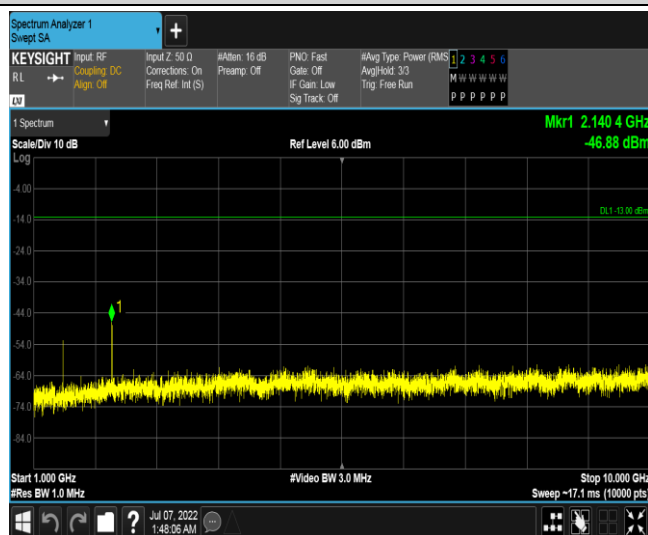 Spectrum Analyzer 1
Swept SA
+
KEYSIGHT
RL
LXI
Input: RF
Coupling: DC
Align: Off
Input Z: 50 Ω
Corrections: On
Freq Ref: Int (S)
#Atten: 16 dB
Preamp: Off
PNO: Fast
Gate: Off
IF Gain: Low
Sig Track: Off
#Avg Type: Power (RMS
Avg|Hold: 3/3
Trig: Free Run
1 2 3 4 5 6
M W W W W W
P P P P P P
1 Spectrum
Scale/Div 10 dB
Ref Level 6.00 dBm
Mkr1 2.140 4 GHz
-46.88 dBm
Log
-4.00
DL1 -13.00 dBm
-14.0
-24.0
-34.0
1
-44.0
-54.0
-64.0
-74.0
-84.0
Start 1.000 GHz
#Video BW 3.0 MHz
Stop 10.000 GHz
#Res BW 1.0 MHz
Sweep ~17.1 ms (10000 pts)
?
Jul 07, 2022
1:48:06 AM